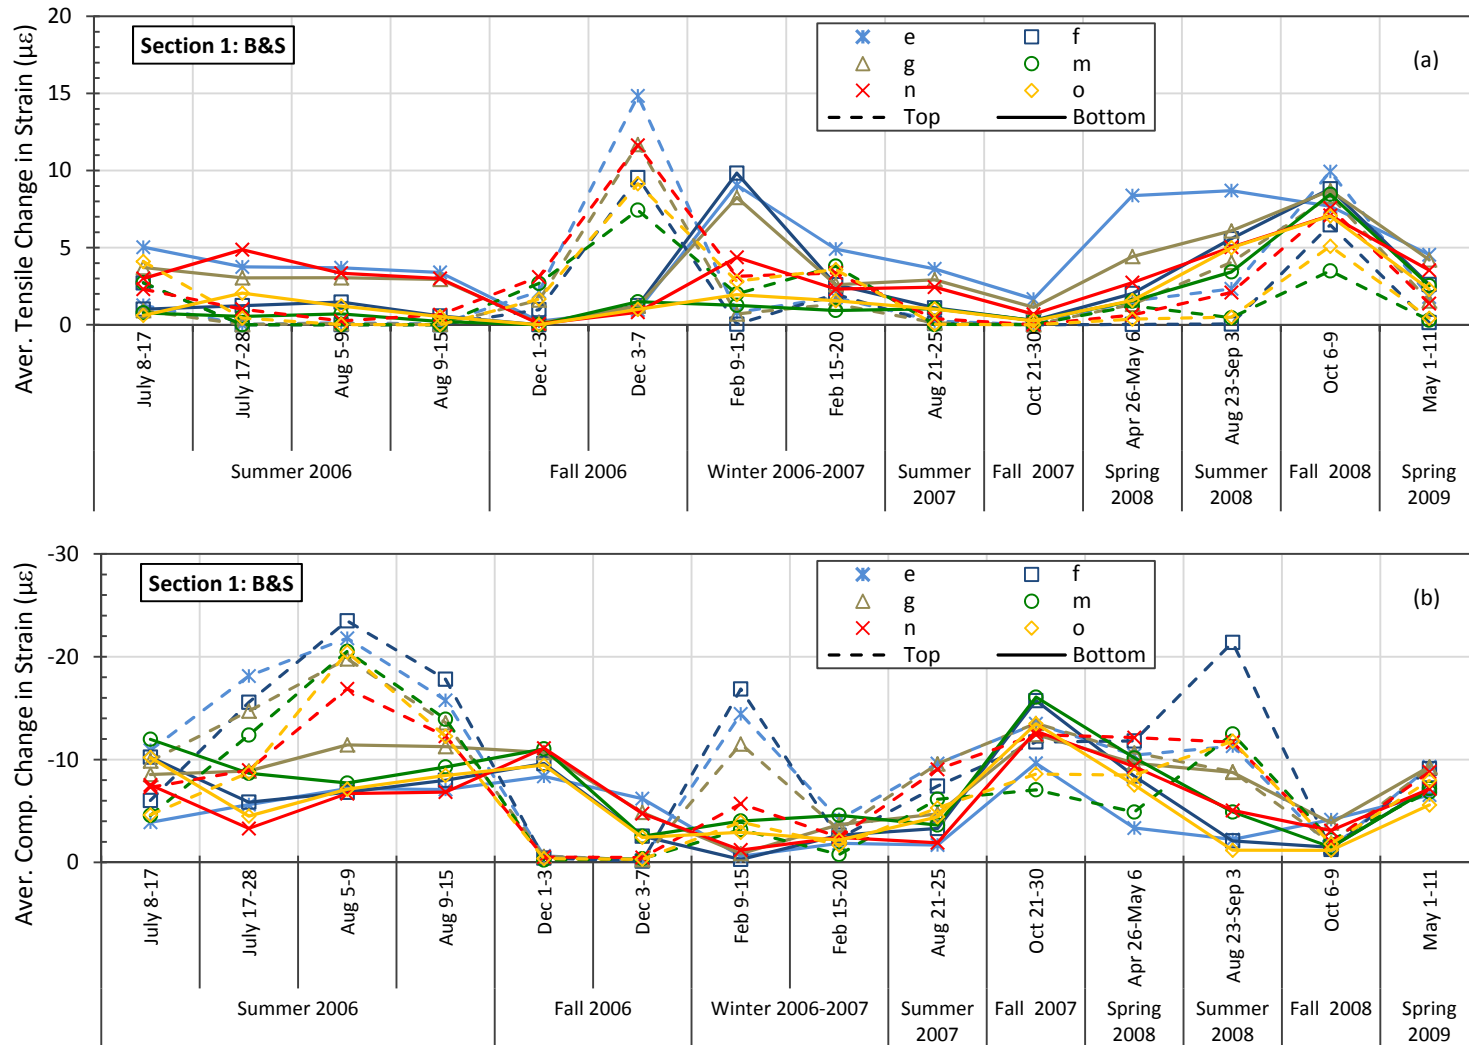 Aver. Tensile Change in Strain (µε)
20
15
10
5
0
Section 1: B&S
(a)
e f
g m
n o
Top Bottom
July 8-17
July 17-28
Aug 5-9
Aug 9-15
Dec 1-3
Dec 3-7
Feb 9-15
Feb 15-20
Aug 21-25
Oct 21-30
Apr 26-May 6
Aug 23-Sep 3
Oct 6-9
May 1-11
Summer 2006
Fall 2006
Winter 2006-2007
Summer
2007
Fall 2007
Spring
2008
Summer
2008
Fall 2008
Spring
2009
Aver. Comp. Change in Strain (µε)
-30
-20
-10
0
Section 1: B&S
(b)
e f
g m
n o
Top Bottom
July 8-17
July 17-28
Aug 5-9
Aug 9-15
Dec 1-3
Dec 3-7
Feb 9-15
Feb 15-20
Aug 21-25
Oct 21-30
Apr 26-May 6
Aug 23-Sep 3
Oct 6-9
May 1-11
Summer 2006
Fall 2006
Winter 2006-2007
Summer
2007
Fall 2007
Spring
2008
Summer
2008
Fall 2008
Spring
2009